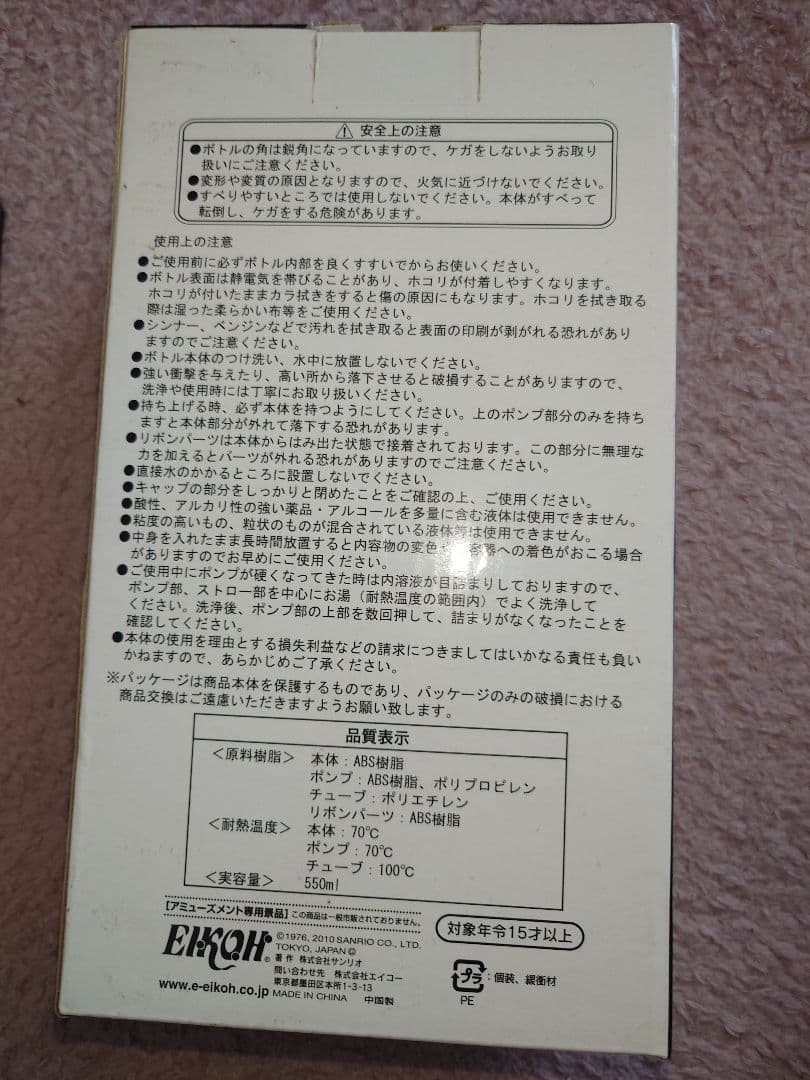 ⚠ 安全上の注意
●ボトルの角は鋭角になっていますので、ケガをしないようお取り
扱いにご注意ください。
●変形や変質の原因となりますので、火気に近づけないでください。
●すべりやすいところでは使用しないでください。本体がすべって
転倒し、ケガをする危険があります。
使用上の注意
●ご使用前に必ずボトル内部を良くすすいでからお使いください。
●ボトル表面は静電気を帯びることがあり、ホコリが付着しやすくなります。
ホコリが付いたままカラ拭きをすると傷の原因にもなります。ホコリを拭き取る
際は湿った柔らかい布等をご使用ください。
●シンナー、ベンジンなどで汚れを拭き取ると表面の印刷が剥がれる恐れがあり
ますのでご注意ください。
●ボトル本体のつけ洗い、水中に放置しないでください。
●強い衝撃を与えたり、高い所から落下させると破損することがありますので、
洗浄や使用時には丁寧にお取り扱いください。
●持ち上げる時、必ず本体を持つようにしてください。上のポンプ部分のみを持ち
ますと本体部分が外れて落下する恐れがあります。
●リボンパーツは本体からはみ出た状態で接着されております。この部分に無理な
力を加えるとパーツが外れる恐れがありますのでご注意ください。
●直接水のかかるところに設置しないでください。
●キャップの部分をしっかりと閉めたことをご確認の上、ご使用ください。
●酸性、アルカリ性の強い薬品・アルコールを多量に含む液体は使用できません。
●粘度の高いもの、粒状のものが混合されている液体等は使用できません。
●中身を入れたまま長時間放置すると内容物の変色や、容器への着色がおこる場合
がありますのでお早めにご使用ください。
●ご使用中にポンプが硬くなってきた時は内溶液が目詰まりしておりますので、
ポンプ部、ストロー部を中心にお湯（耐熱温度の範囲内）でよく洗浄して
ください。洗浄後、ポンプ部の上部を数回押して、詰まりがなくなったことを
確認してください。
●本体の使用を理由とする損失利益などの請求につきましてはいかなる責任も負い
かねますので、あらかじめご了承ください。
※パッケージは商品本体を保護するものであり、パッケージのみの破損における
商品交換はご遠慮いただきますようお願い致します。
品質表示
＜原料樹脂＞ 本体：ABS樹脂
ポンプ：ABS樹脂、ポリプロピレン
チューブ：ポリエチレン
リボンパーツ：ABS樹脂
＜耐熱温度＞ 本体：70℃
ポンプ：70℃
チューブ：100℃
＜実容量＞ 550ml
【アミューズメント専用景品】この商品は一般市販されておりません。
EIKOH®
©1976, 2010 SANRIO CO., LTD.
TOKYO, JAPAN Ⓛ
著作 株式会社サンリオ
問い合わせ先 株式会社エイコー
東京都墨田区本所1-3-13
www.e-eikoh.co.jp MADE IN CHINA 中国製
対象年令15才以上
プラ：個装、緩衝材
PE